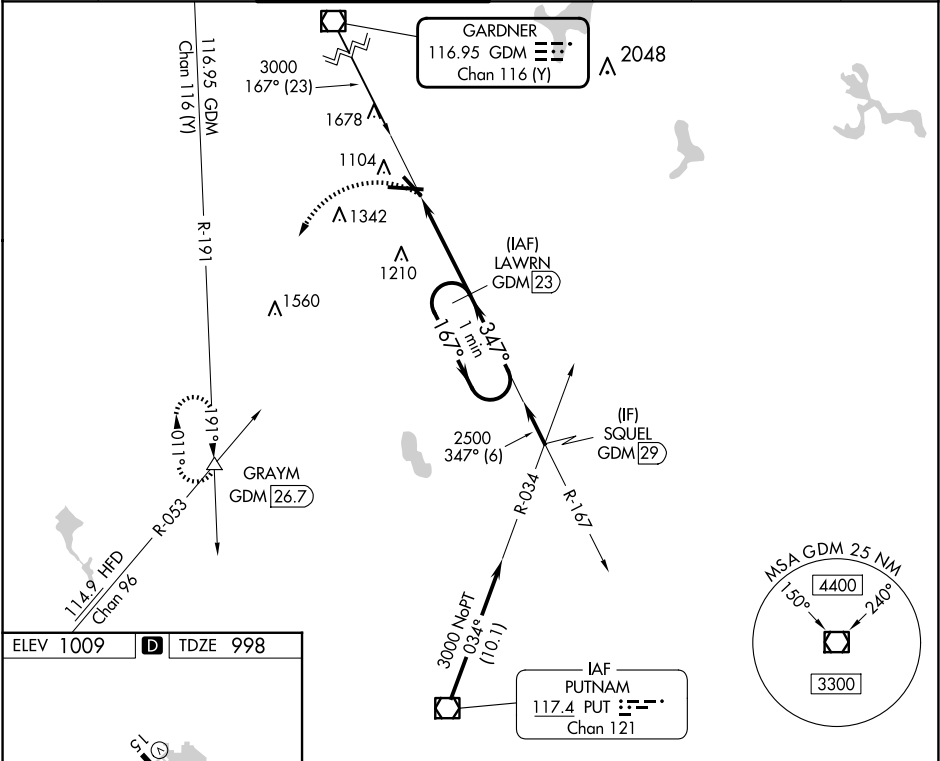 GARDNER
116.95 GDM
Chan 116 (Y)
2048
116.95 GDM
Chan 116 (Y)
3000
167° (23)
1678
1104
1342
1210
1560
R-191
(IAF)
LAWRN
GDM 23
167°
1 min
347°
(IF)
SQUEL
GDM 29
2500
347° (6)
191°
011°
GRAYM
GDM 26.7
R-053
114.9 HFD
Chan 96
R-034
R-167
3000 NoPT
034°
(10.1)
IAF
PUTNAM
117.4 PUT
Chan 121
MSA GDM 25 NM
150°
4400
240°
3300
ELEV 1009 D TDZE 998
15
V